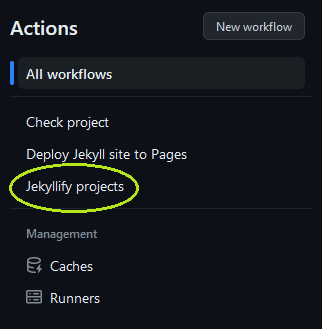 Actions
New workflow
All workflows
Check project
Deploy Jekyll site to Pages
Jekyllify projects
Management
Caches
Runners